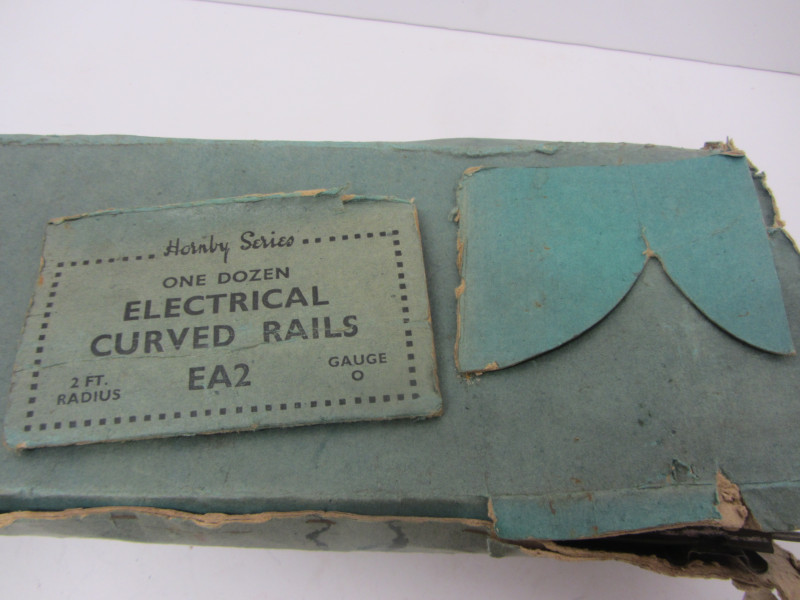 Hornby Series
ONE DOZEN
ELECTRICAL
CURVED RAILS
2 FT.
RADIUS
EA2
GAUGE
O